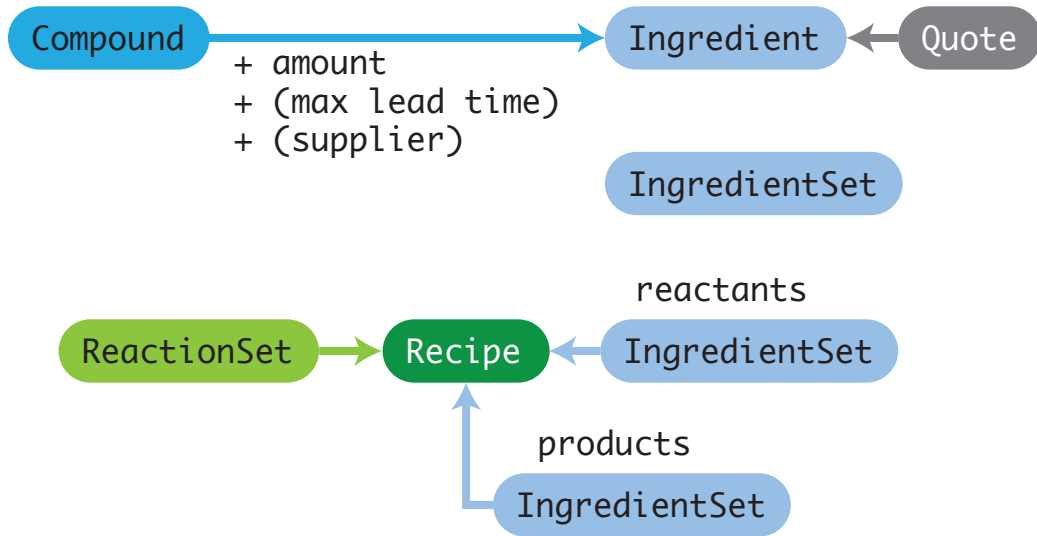 Compound
Ingredient
Quote
+ amount
+ (max lead time)
+ (supplier)
IngredientSet
reactants
ReactionSet
Recipe
IngredientSet
products
IngredientSet